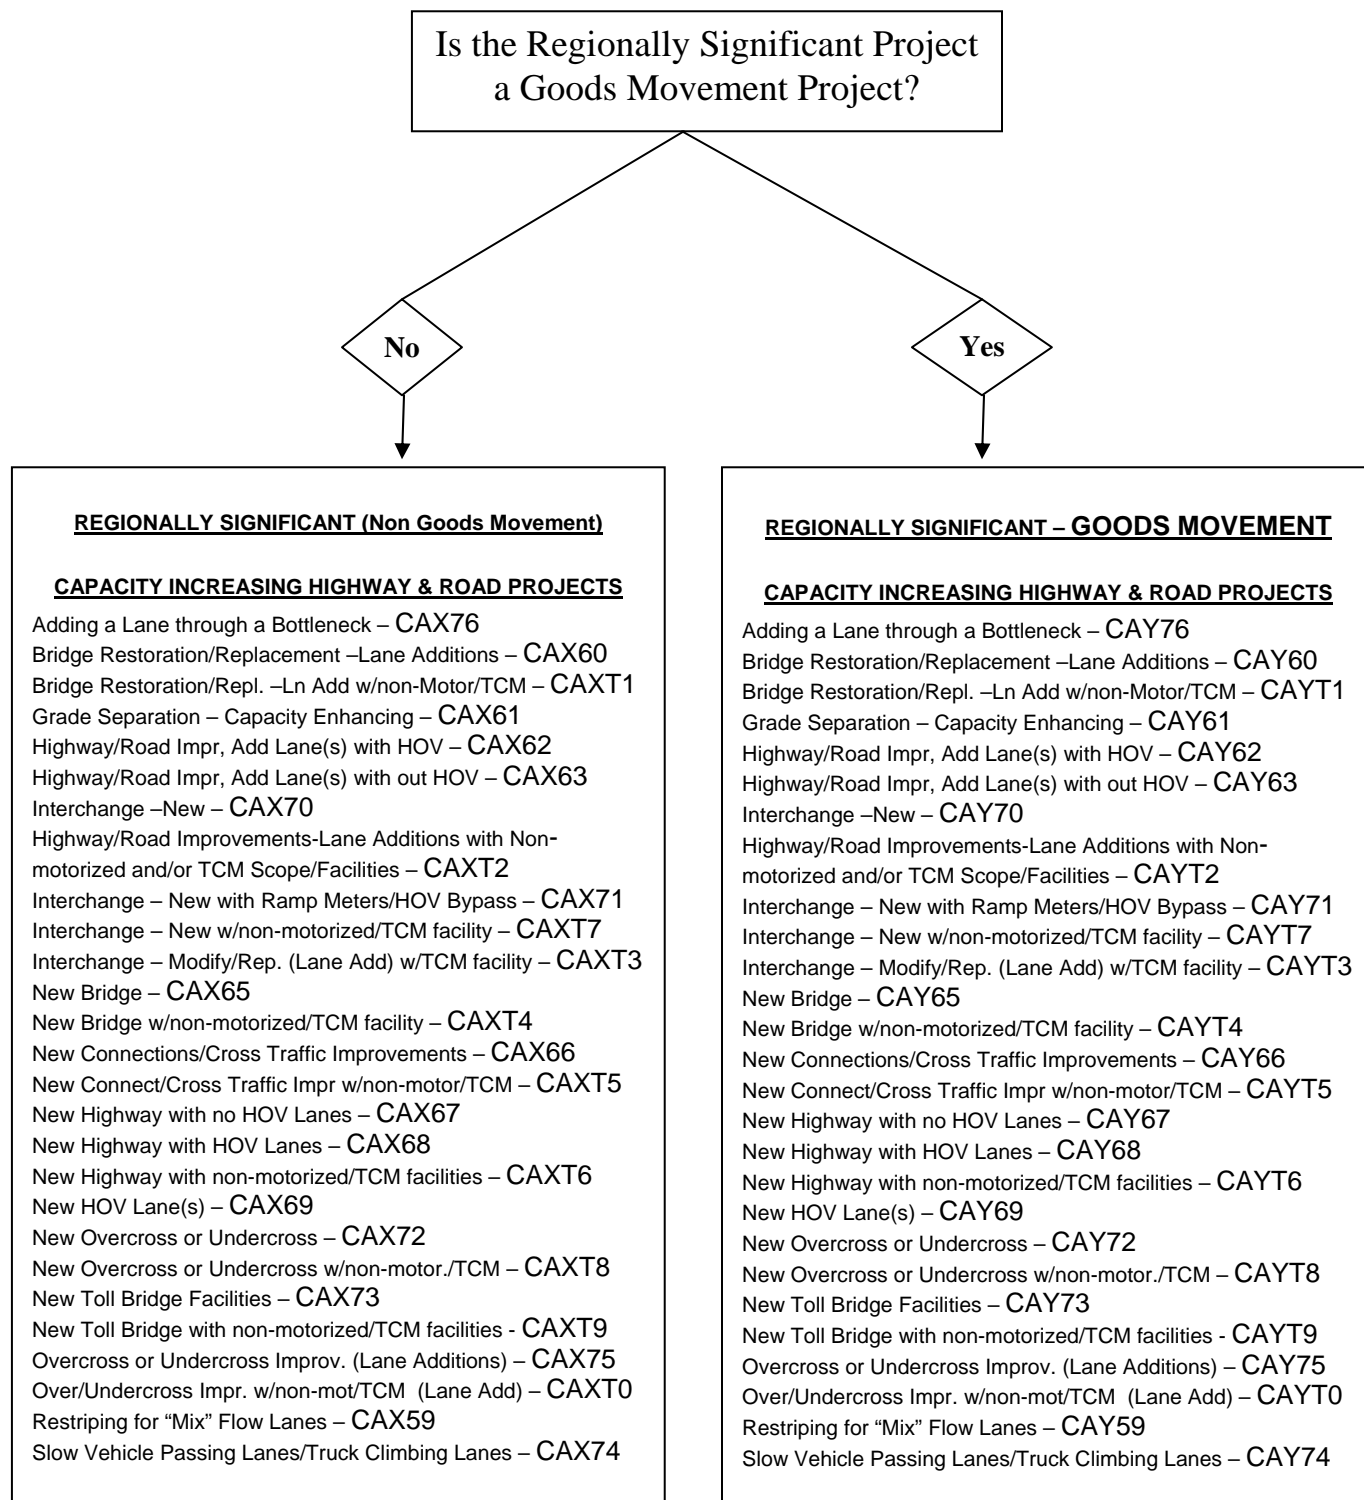 Is the Regionally Significant Project
a Goods Movement Project?
No
Yes
REGIONALLY SIGNIFICANT (Non Goods Movement)
CAPACITY INCREASING HIGHWAY & ROAD PROJECTS
Adding a Lane through a Bottleneck – CAX76
Bridge Restoration/Replacement –Lane Additions – CAX60
Bridge Restoration/Repl. –Ln Add w/non-Motor/TCM – CAXT1
Grade Separation – Capacity Enhancing – CAX61
Highway/Road Impr, Add Lane(s) with HOV – CAX62
Highway/Road Impr, Add Lane(s) with out HOV – CAX63
Interchange –New – CAX70
Highway/Road Improvements-Lane Additions with Non-
motorized and/or TCM Scope/Facilities – CAXT2
Interchange – New with Ramp Meters/HOV Bypass – CAX71
Interchange – New w/non-motorized/TCM facility – CAXT7
Interchange – Modify/Rep. (Lane Add) w/TCM facility – CAXT3
New Bridge – CAX65
New Bridge w/non-motorized/TCM facility – CAXT4
New Connections/Cross Traffic Improvements – CAX66
New Connect/Cross Traffic Impr w/non-motor/TCM – CAXT5
New Highway with no HOV Lanes – CAX67
New Highway with HOV Lanes – CAX68
New Highway with non-motorized/TCM facilities – CAXT6
New HOV Lane(s) – CAX69
New Overcross or Undercross – CAX72
New Overcross or Undercross w/non-motor./TCM – CAXT8
New Toll Bridge Facilities – CAX73
New Toll Bridge with non-motorized/TCM facilities - CAXT9
Overcross or Undercross Improv. (Lane Additions) – CAX75
Over/Undercross Impr. w/non-mot/TCM (Lane Add) – CAXT0
Restriping for “Mix” Flow Lanes – CAX59
Slow Vehicle Passing Lanes/Truck Climbing Lanes – CAX74
REGIONALLY SIGNIFICANT – GOODS MOVEMENT
CAPACITY INCREASING HIGHWAY & ROAD PROJECTS
Adding a Lane through a Bottleneck – CAY76
Bridge Restoration/Replacement –Lane Additions – CAY60
Bridge Restoration/Repl. –Ln Add w/non-Motor/TCM – CAYT1
Grade Separation – Capacity Enhancing – CAY61
Highway/Road Impr, Add Lane(s) with HOV – CAY62
Highway/Road Impr, Add Lane(s) with out HOV – CAY63
Interchange –New – CAY70
Highway/Road Improvements-Lane Additions with Non-
motorized and/or TCM Scope/Facilities – CAYT2
Interchange – New with Ramp Meters/HOV Bypass – CAY71
Interchange – New w/non-motorized/TCM facility – CAYT7
Interchange – Modify/Rep. (Lane Add) w/TCM facility – CAYT3
New Bridge – CAY65
New Bridge w/non-motorized/TCM facility – CAYT4
New Connections/Cross Traffic Improvements – CAY66
New Connect/Cross Traffic Impr w/non-motor/TCM – CAYT5
New Highway with no HOV Lanes – CAY67
New Highway with HOV Lanes – CAY68
New Highway with non-motorized/TCM facilities – CAYT6
New HOV Lane(s) – CAY69
New Overcross or Undercross – CAY72
New Overcross or Undercross w/non-motor./TCM – CAYT8
New Toll Bridge Facilities – CAY73
New Toll Bridge with non-motorized/TCM facilities - CAYT9
Overcross or Undercross Improv. (Lane Additions) – CAY75
Over/Undercross Impr. w/non-mot/TCM (Lane Add) – CAYT0
Restriping for “Mix” Flow Lanes – CAY59
Slow Vehicle Passing Lanes/Truck Climbing Lanes – CAY74